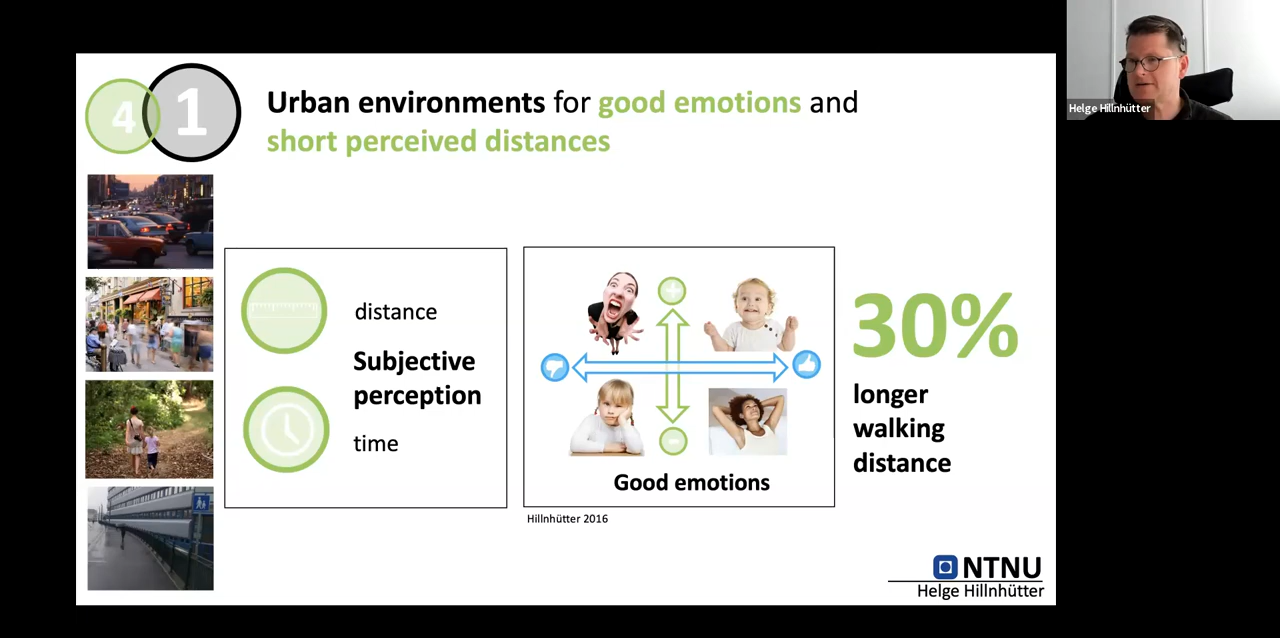 4 1
Urban environments for good emotions and
short perceived distances
distance
Subjective
perception
time
+
-
Good emotions
Hillnhütter 2016
30%
longer
walking
distance
NTNU
Helge Hillnhütter
Helge Hillnhütter